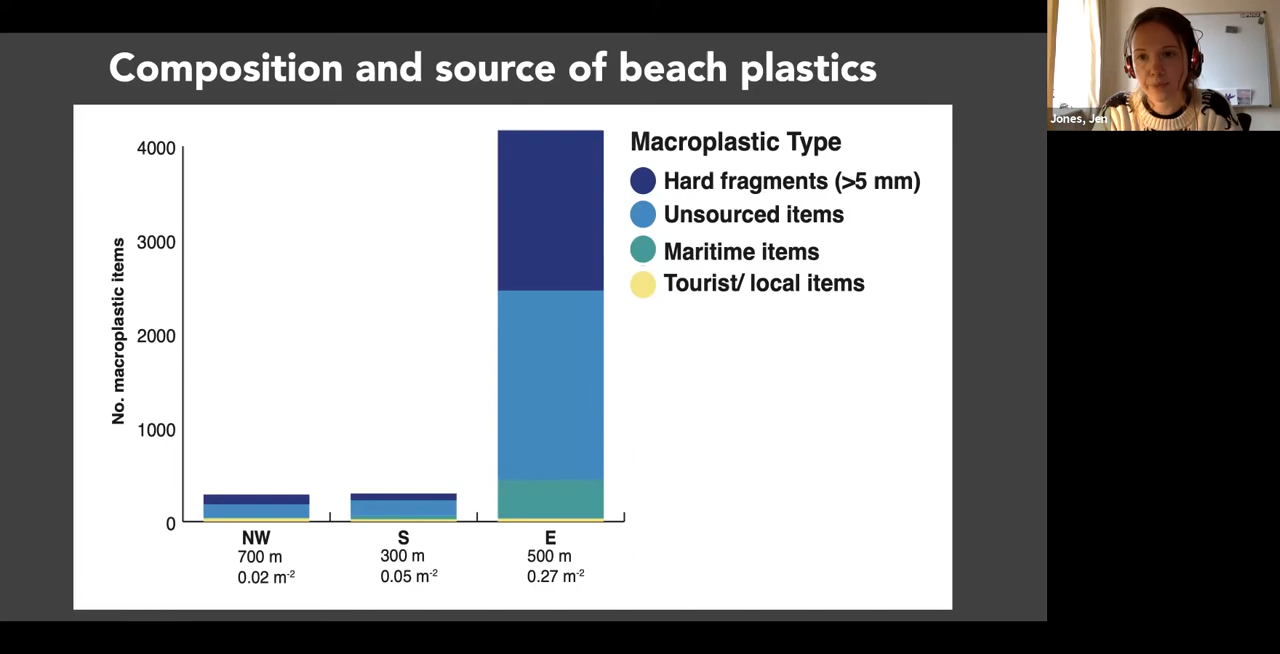 Composition and source of beach plastics
Jones, Jen
Macroplastic Type
Hard fragments (>5 mm)
Unsourced items
Maritime items
Tourist/ local items
No. macroplastic items
4000
3000
2000
1000
0
NW
700 m
0.02 m⁻²
S
300 m
0.05 m⁻²
E
500 m
0.27 m⁻²